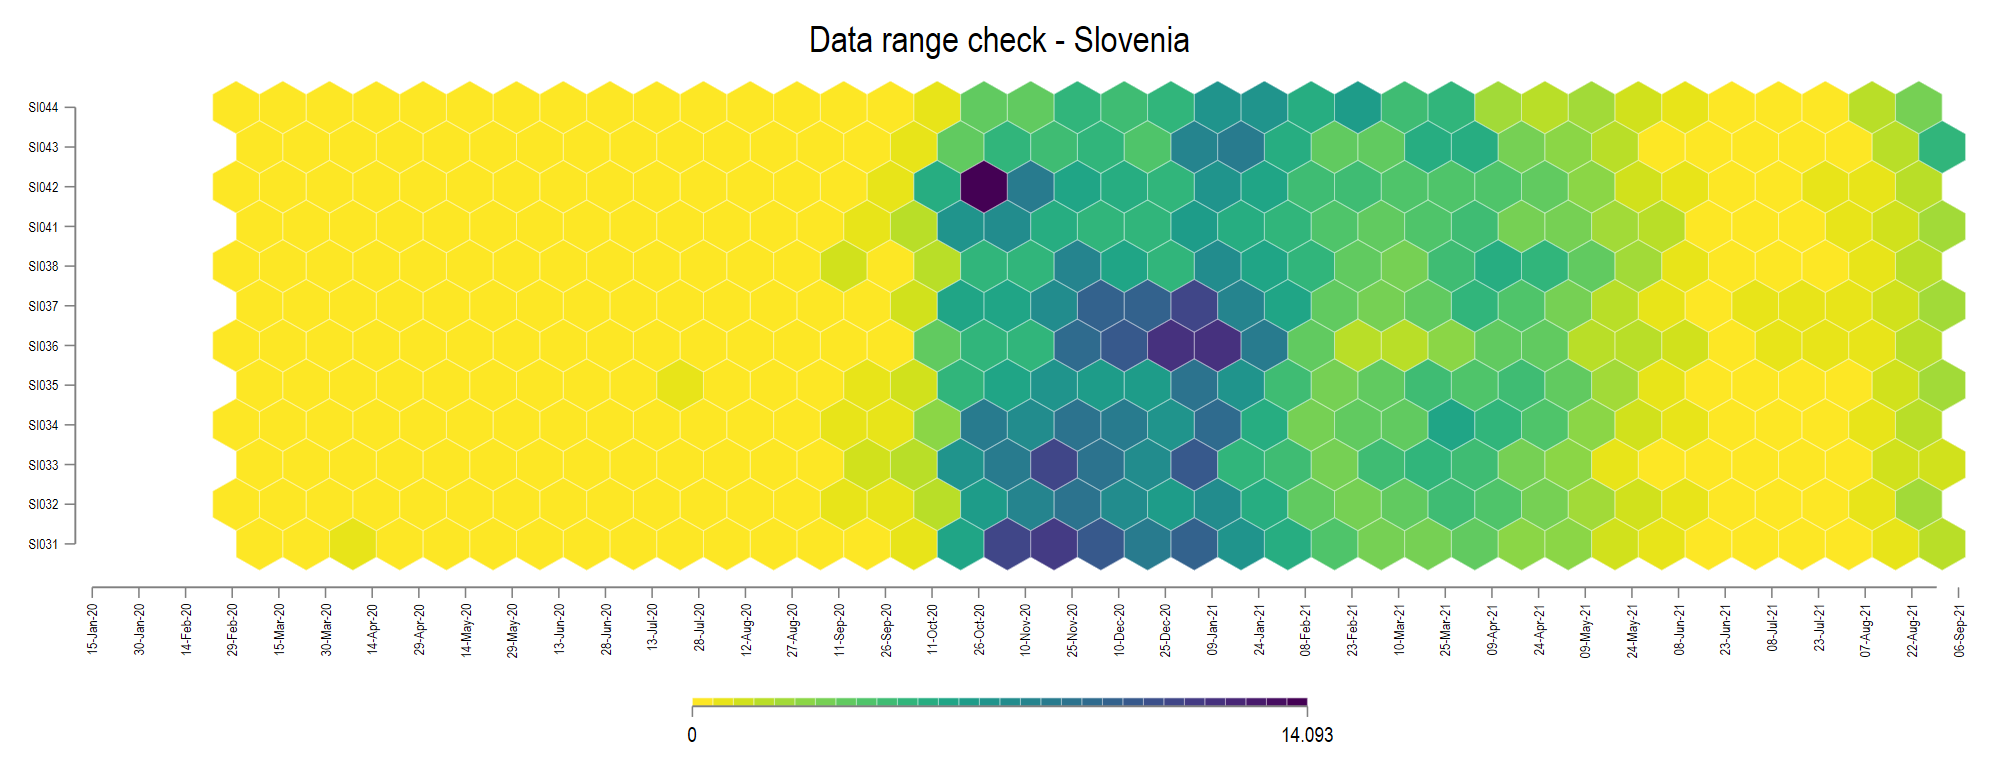 Data range check - Slovenia
SI044
SI043
SI042
SI041
SI038
SI037
SI036
SI035
SI034
SI033
SI032
SI031
15-Jan-20
30-Jan-20
14-Feb-20
29-Feb-20
15-Mar-20
30-Mar-20
14-Apr-20
29-Apr-20
14-May-20
29-May-20
13-Jun-20
28-Jun-20
13-Jul-20
28-Jul-20
12-Aug-20
27-Aug-20
11-Sep-20
26-Sep-20
11-Oct-20
26-Oct-20
10-Nov-20
25-Nov-20
10-Dec-20
25-Dec-20
09-Jan-21
24-Jan-21
08-Feb-21
23-Feb-21
10-Mar-21
25-Mar-21
09-Apr-21
24-Apr-21
09-May-21
24-May-21
08-Jun-21
23-Jun-21
08-Jul-21
23-Jul-21
07-Aug-21
22-Aug-21
06-Sep-21
0
14.093